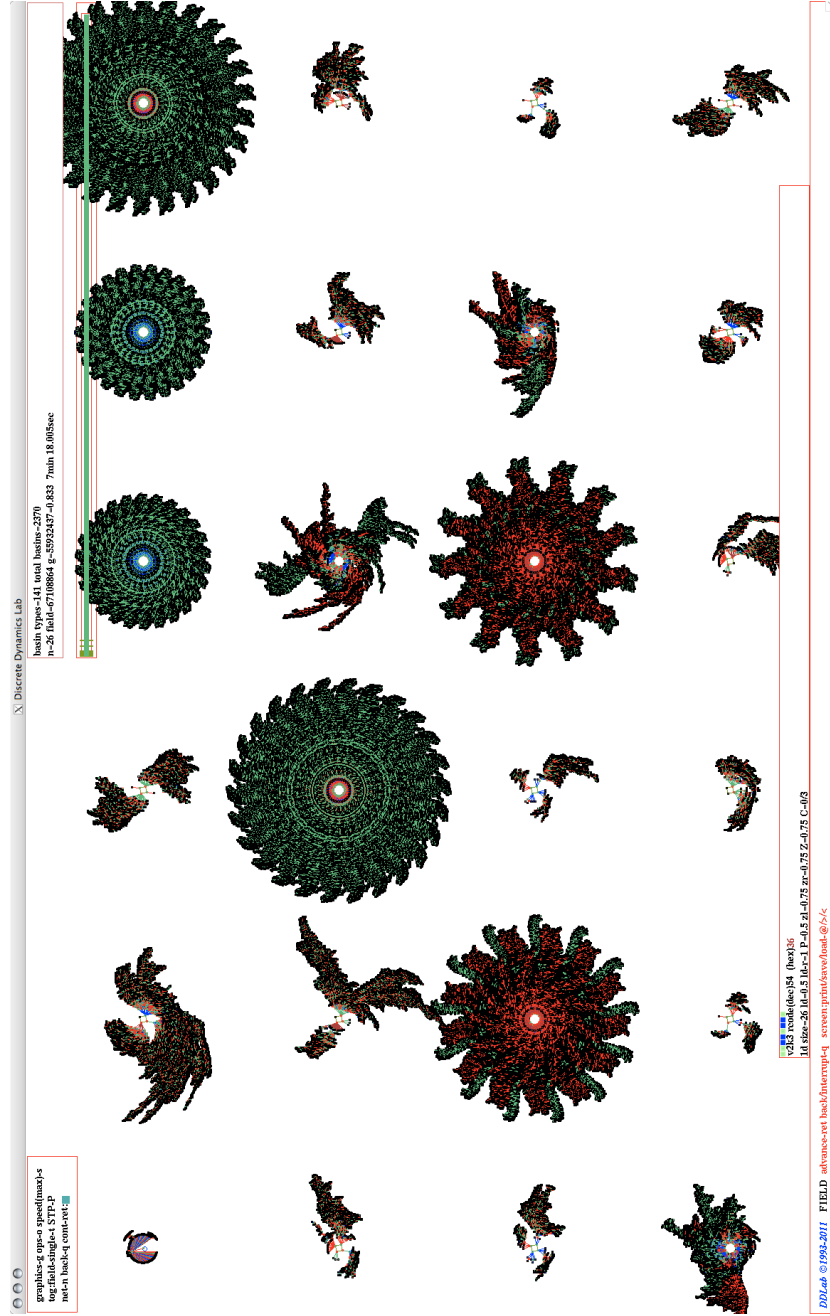 X Discrete Dynamics Lab
graphics-g ops-o speed(max)-s
tog:field-single-t STP-P
net-n back-q cont-ret:
basin types=141 total basins=2370
n=26 field=67108864 g=55932437=0.833 7min 18.005sec
v2k3 rcode(dec)54 (hex)36
1d size=26 ld=0.5 ld-r=1 P=0.5 zl=0.75 zr=0.75 Z=0.75 C=0/3
DDLab ©1993-2011 FIELD advance-ret back/interrupt-q screen:print/save/load-@/>/<